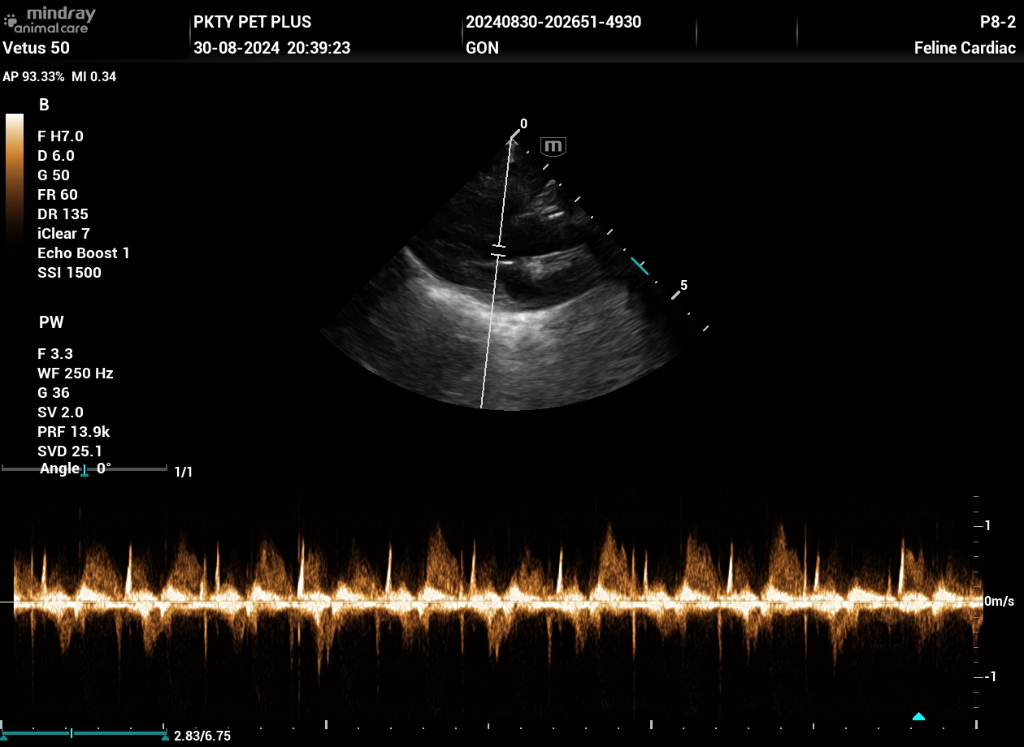 mindray
animalcare
Vetus 50
PKTY PET PLUS
30-08-2024 20:39:23
20240830-202651-4930
GON
P8-2
Feline Cardiac
AP 93.33% MI 0.34
B
F H7.0
D 6.0
G 50
FR 60
DR 135
iClear 7
Echo Boost 1
SSI 1500
PW
F 3.3
WF 250 Hz
G 36
SV 2.0
PRF 13.9k
SVD 25.1
Angle 0°
1/1
0
m
5
1
0m/s
-1
2.83/6.75